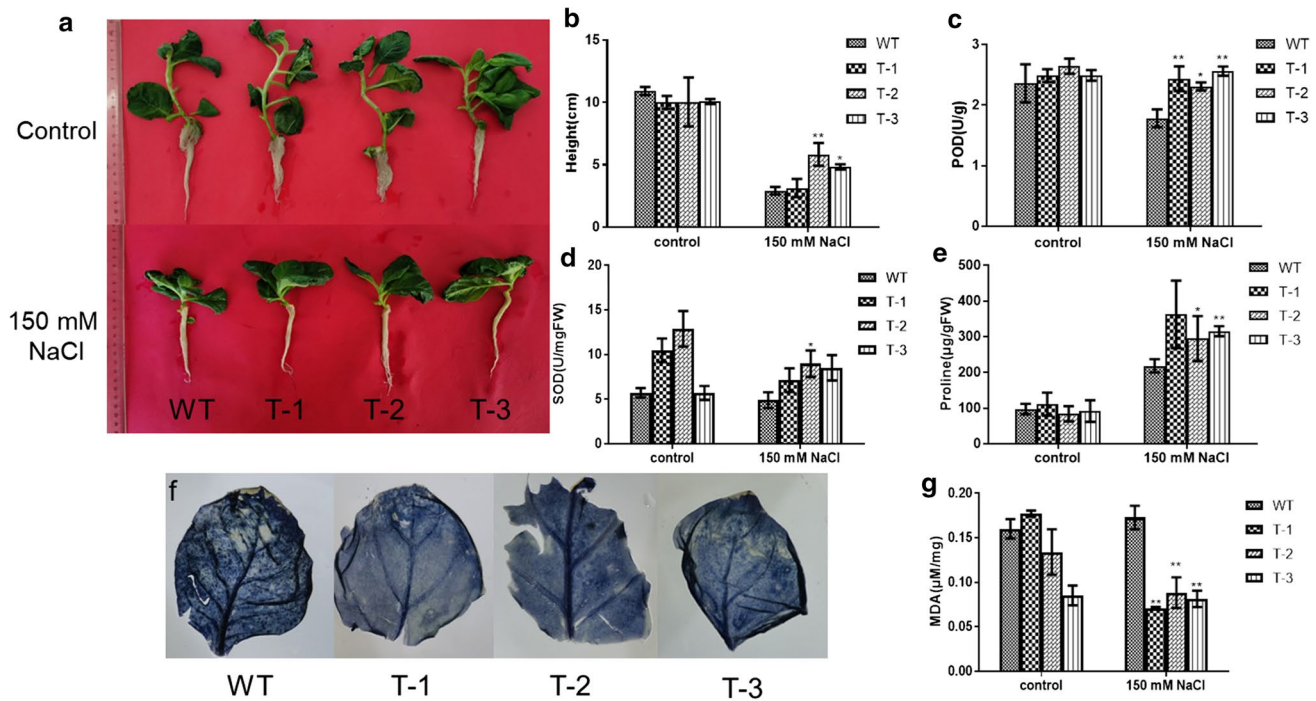 a
Control
150 mM
NaCl
WT T-1 T-2 T-3
b
Height(cm)
15
10
5
0
** *
control 150 mM NaCl
WT
T-1
T-2
T-3
c
POD(U/g)
3
2
1
0
** * **
control 150 mM NaCl
WT
T-1
T-2
T-3
d
SOD(U/mgFW)
20
15
10
5
0
*
control 150 mM NaCl
WT
T-1
T-2
T-3
e
Proline(μg/gFW)
500
400
300
200
100
0
* **
control 150 mM NaCl
WT
T-1
T-2
T-3
f
WT T-1 T-2 T-3
g
MDA(μM/mg)
0.20
0.15
0.10
0.05
0.00
** ** **
control 150 mM NaCl
WT
T-1
T-2
T-3